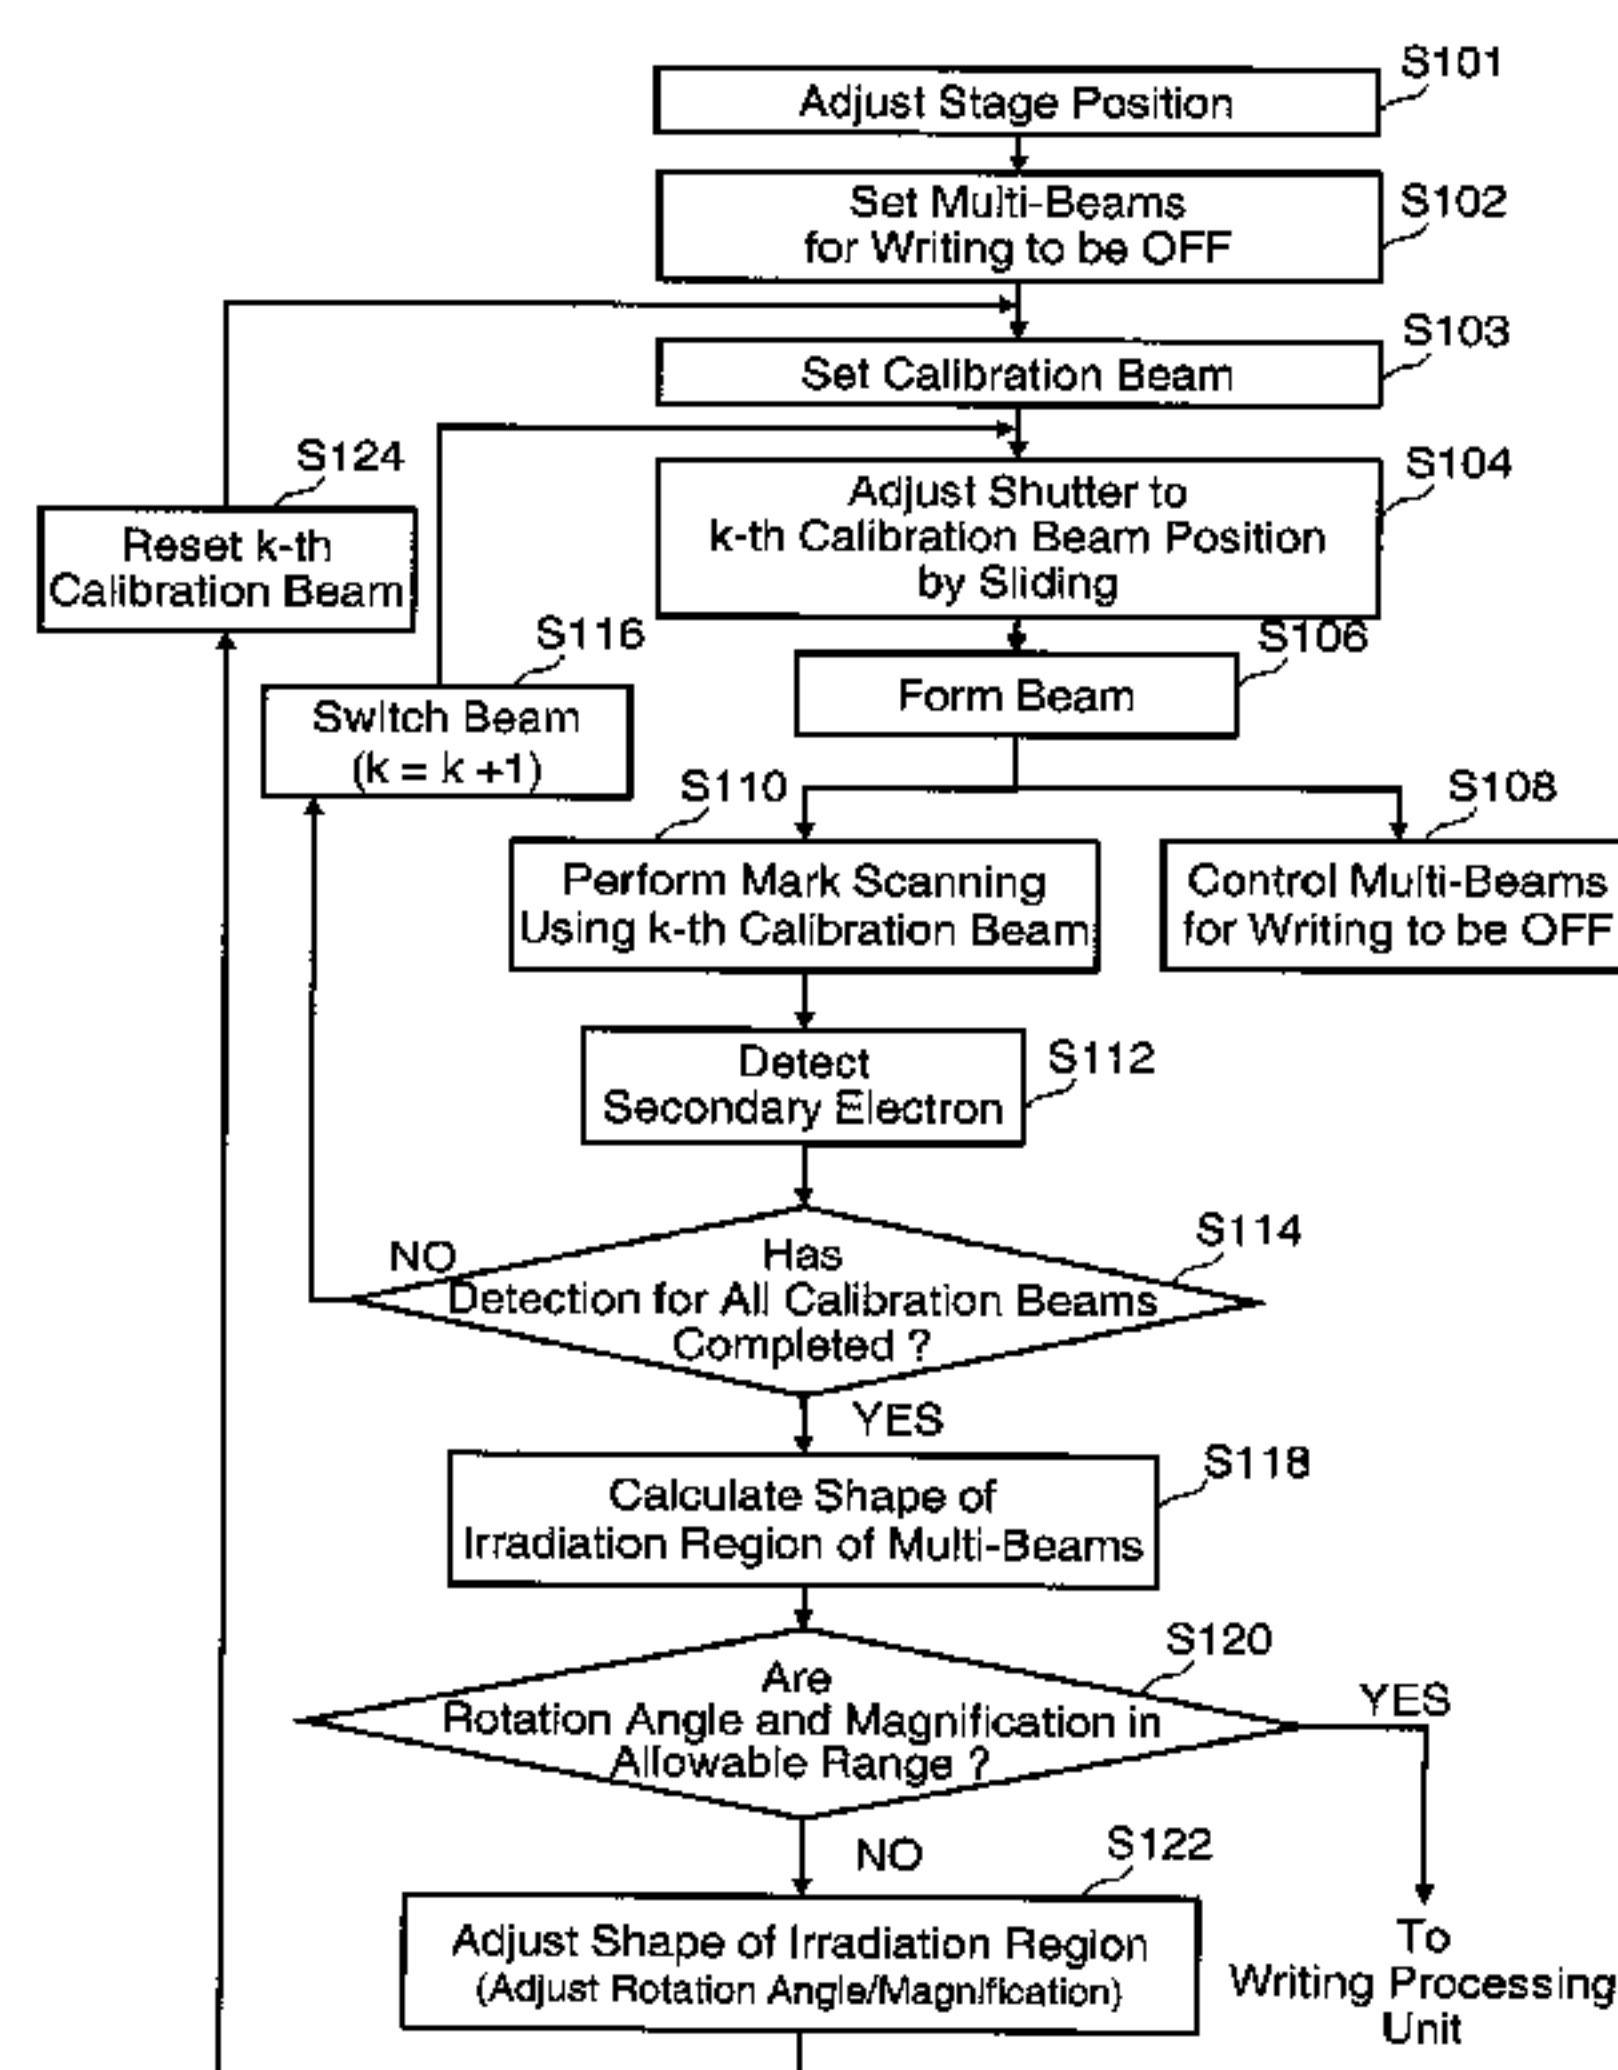 S101
Adjust Stage Position
S102
Set Multi-Beams
for Writing to be OFF
S103
Set Calibration Beam
S124
Reset k-th
Calibration Beam
S104
Adjust Shutter to
k-th Calibration Beam Position
by Sliding
S116
Switch Beam
(k = k +1)
S106
Form Beam
S110
Perform Mark Scanning
Using k-th Calibration Beam
S108
Control Multi-Beams
for Writing to be OFF
S112
Detect
Secondary Electron
S114
NO
Has
Detection for All Calibration Beams
Completed ?
YES
S118
Calculate Shape of
Irradiation Region of Multi-Beams
S120
Are
Rotation Angle and Magnification in
Allowable Range ?
YES
NO
S122
Adjust Shape of Irradiation Region
(Adjust Rotation Angle/Magnification)
To
Writing Processing
Unit